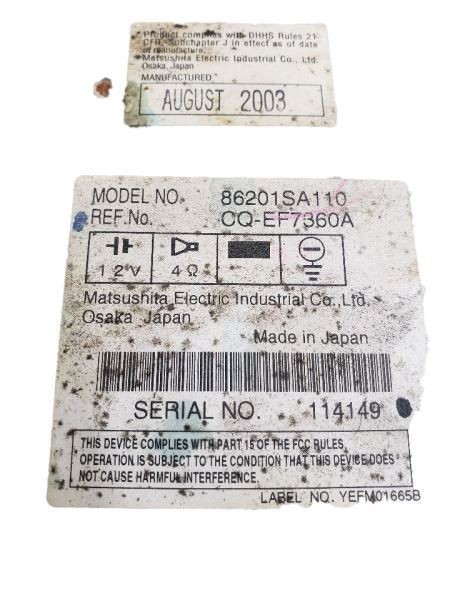 Product complies with DHHS Rules 21
CFR, Subchapter J in effect as of date
of manufacture.
Matsushita Electric Industrial Co., Ltd.
Osaka, Japan
MANUFACTURED
AUGUST 2003
MODEL NO. 86201SA110
REF.No. CQ-EF7360A
12V 4Ω
Matsushita Electric Industrial Co., Ltd.
Osaka Japan
Made in Japan
SERIAL NO. 114149
THIS DEVICE COMPLIES WITH PART 15 OF THE FCC RULES,
OPERATION IS SUBJECT TO THE CONDITION THAT THIS DEVICE DOES
NOT CAUSE HARMFUL INTERFERENCE.
LABEL NO. YEFM01665B